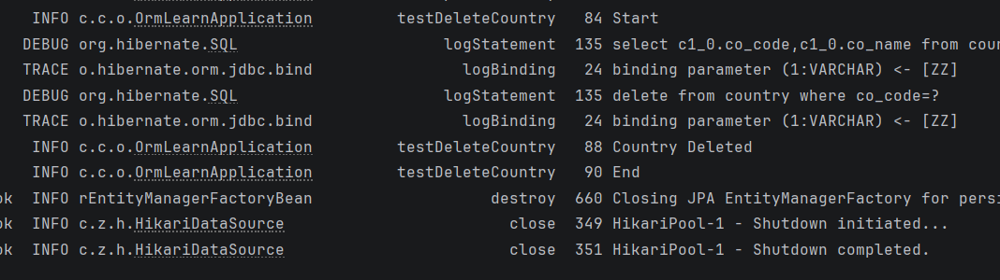 INFO c.c.o.OrmLearnApplication testDeleteCountry 84 Start
DEBUG org.hibernate.SQL logStatement 135 select c1_0.co_code,c1_0.co_name from coun
TRACE o.hibernate.orm.jdbc.bind logBinding 24 binding parameter (1:VARCHAR) <- [ZZ]
DEBUG org.hibernate.SQL logStatement 135 delete from country where co_code=?
TRACE o.hibernate.orm.jdbc.bind logBinding 24 binding parameter (1:VARCHAR) <- [ZZ]
INFO c.c.o.OrmLearnApplication testDeleteCountry 88 Country Deleted
INFO c.c.o.OrmLearnApplication testDeleteCountry 90 End
ok INFO rEntityManagerFactoryBean destroy 660 Closing JPA EntityManagerFactory for persi
ok INFO c.z.h.HikariDataSource close 349 HikariPool-1 - Shutdown initiated...
ok INFO c.z.h.HikariDataSource close 351 HikariPool-1 - Shutdown completed.